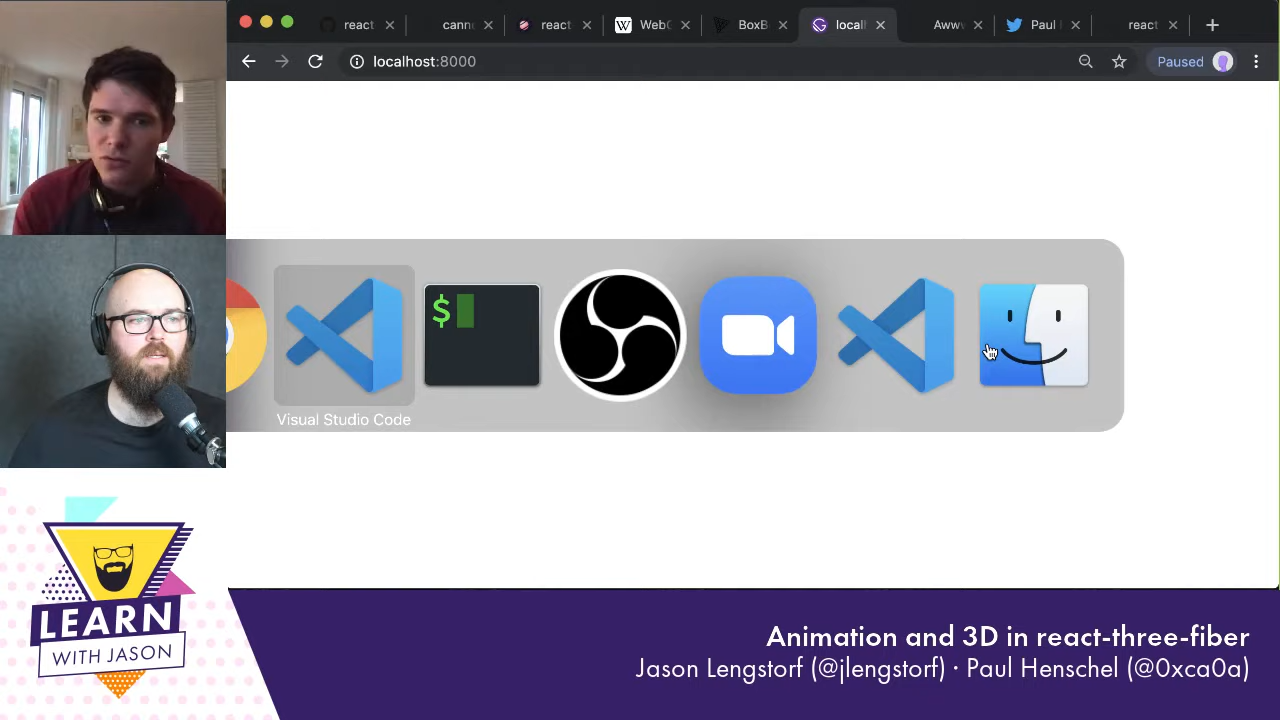 react
cann
react
WebG
BoxB
local
Aww
Paul
react
localhost:8000
Paused
$
Visual Studio Code
LEARN
WITH JASON
Animation and 3D in react-three-fiber
Jason Lengstorf (@jlengstorf) · Paul Henschel (@0xca0a)